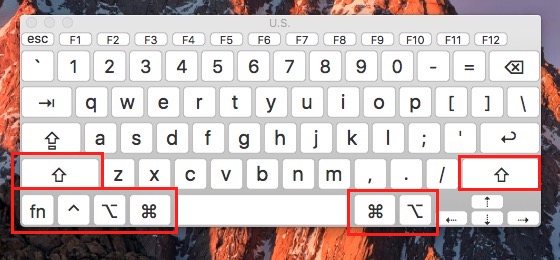 U.S.
esc F1 F2 F3 F4 F5 F6 F7 F8 F9 F10 F11 F12
` 1 2 3 4 5 6 7 8 9 0 - = ⌫
⇥ q w e r t y u i o p [ ] \
⇪ a s d f g h j k l ; ' ↩
⇧ z x c v b n m , . / ⇧
fn ^ ⌥ ⌘ ⌘ ⌥ ← ↑ ↓ →